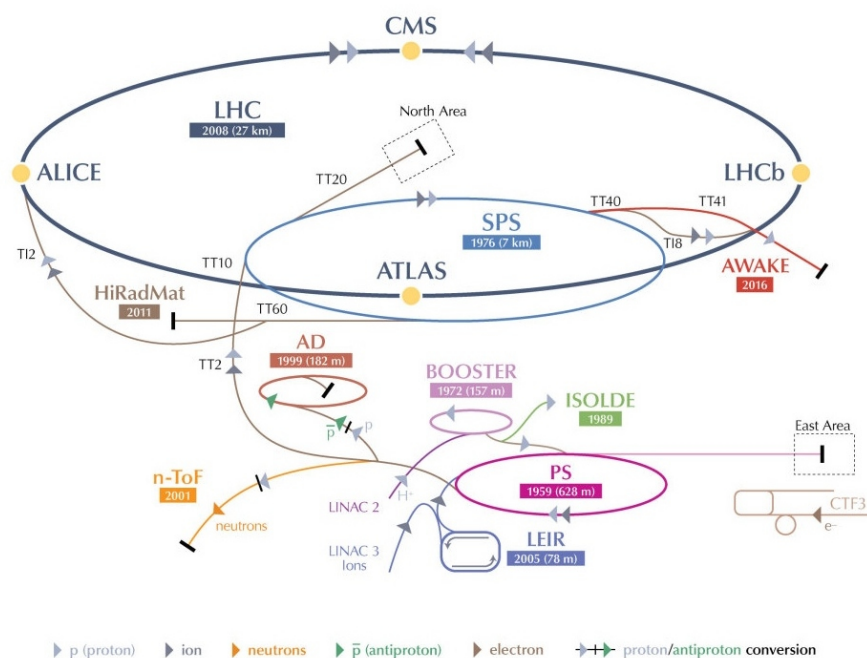 CMS
LHC
2008 (27 km)
North Area
ALICE
TT20
LHCb
TT40
TT41
SPS
1976 (7 km)
TI8
TI2
TT10
ATLAS
AWAKE
2016
HiRadMat
2011
TT60
AD
1999 (182 m)
TT2
BOOSTER
1972 (157 m)
ISOLDE
1989
p̅
p
East Area
n-ToF
2001
PS
1959 (628 m)
LINAC 2
H⁻
neutrons
CTF3
e⁻
LINAC 3
Ions
LEIR
2005 (78 m)
p (proton)
ion
neutrons
p̅ (antiproton)
electron
proton/antiproton conversion